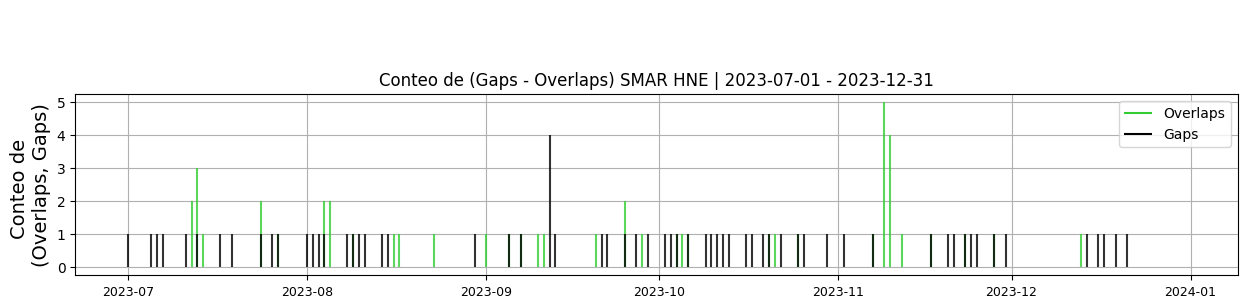 Conteo de (Gaps - Overlaps) SMAR HNE | 2023-07-01 - 2023-12-31
Conteo de
(Overlaps, Gaps)
5
4
3
2
1
0
Overlaps
Gaps
2023-07
2023-08
2023-09
2023-10
2023-11
2023-12
2024-01